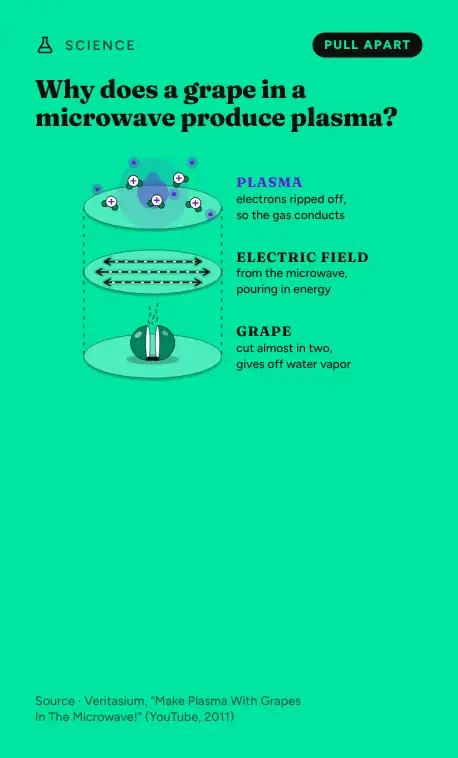 SCIENCE
PULL APART
Why does a grape in a
microwave produce plasma?
PLASMA
electrons ripped off,
so the gas conducts
ELECTRIC FIELD
from the microwave,
pouring in energy
GRAPE
cut almost in two,
gives off water vapor
Source · Veritasium, “Make Plasma With Grapes
In The Microwave!” (YouTube, 2011)